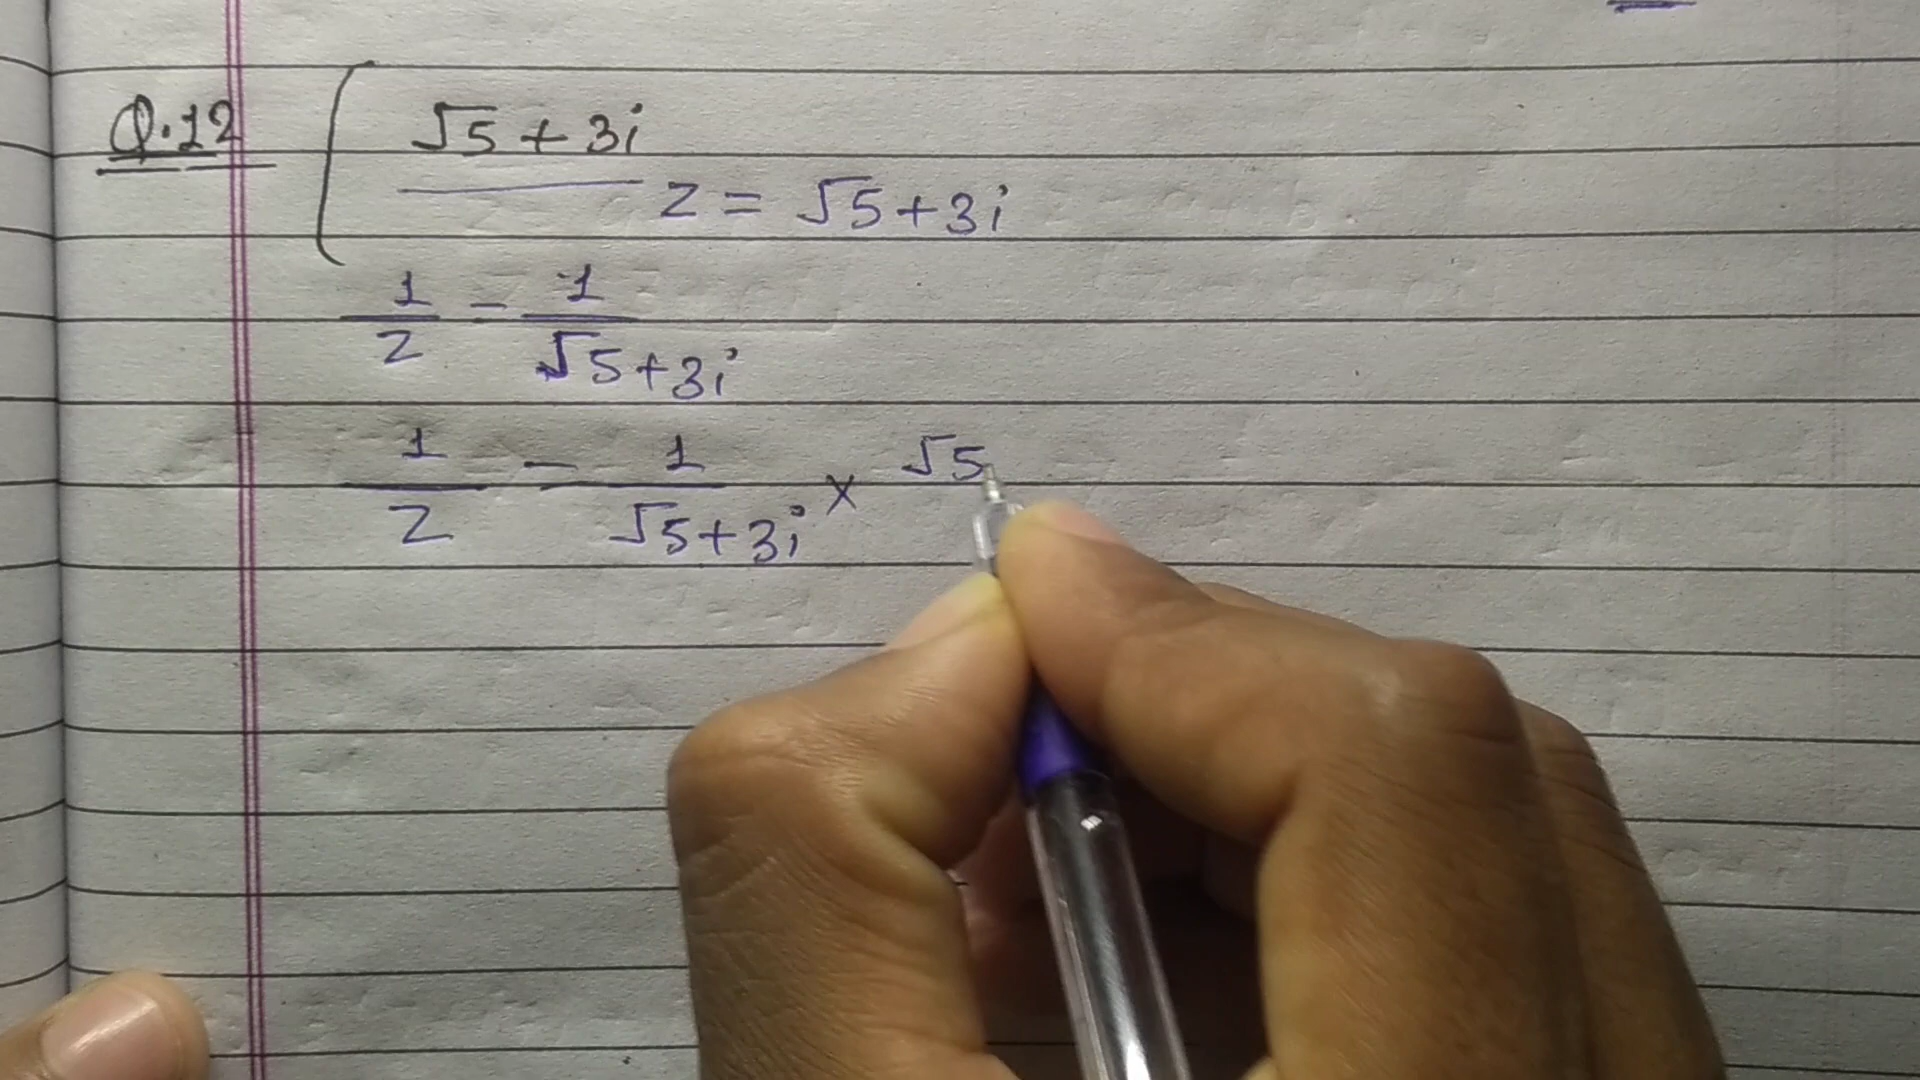 Q.12 √5 + 3i
z = √5+3i
1/z - 1/√5+3i
1/z - 1/√5+3i × √5